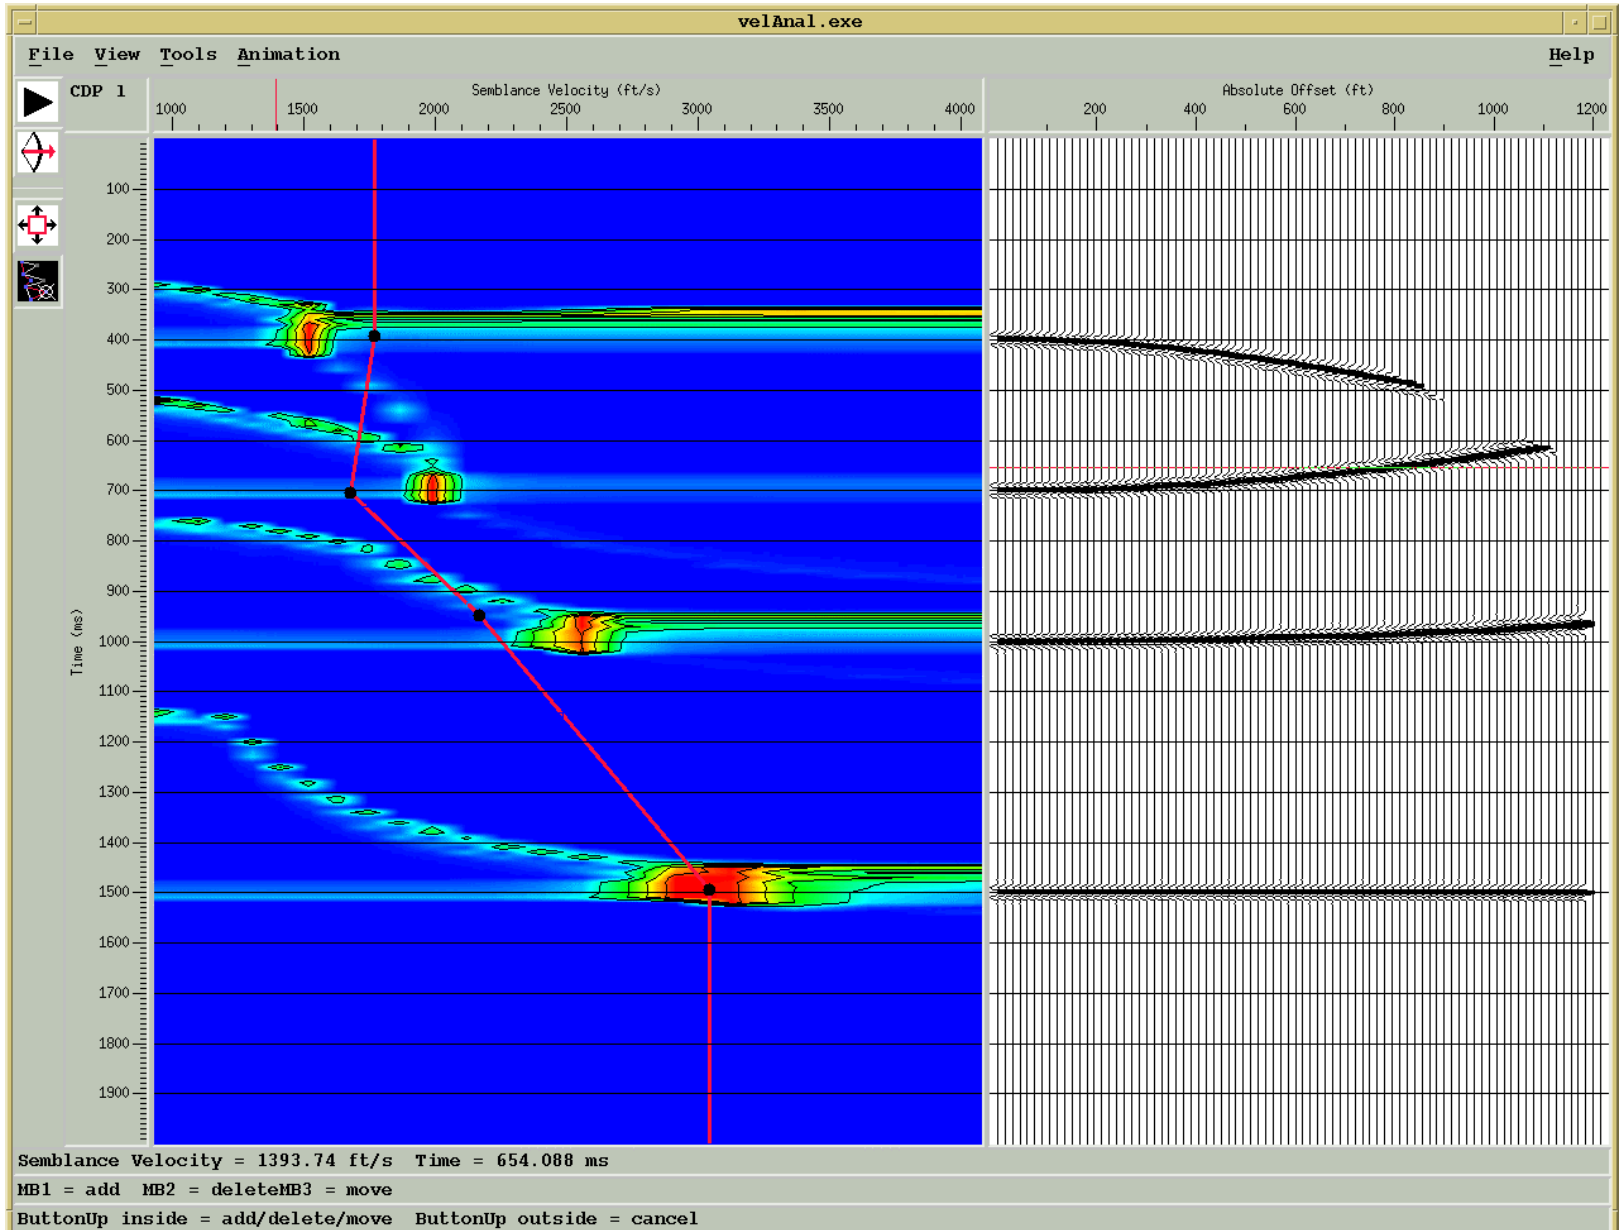 velAnal.exe
File View Tools Animation Help
CDP 1
Semblance Velocity (ft/s)
1000 1500 2000 2500 3000 3500 4000
Absolute Offset (ft)
200 400 600 800 1000 1200
100
200
300
400
500
600
700
800
900
1000
1100
1200
1300
1400
1500
1600
1700
1800
1900
Time (ms)
Semblance Velocity = 1393.74 ft/s Time = 654.088 ms
MB1 = add MB2 = deleteMB3 = move
ButtonUp inside = add/delete/move ButtonUp outside = cancel